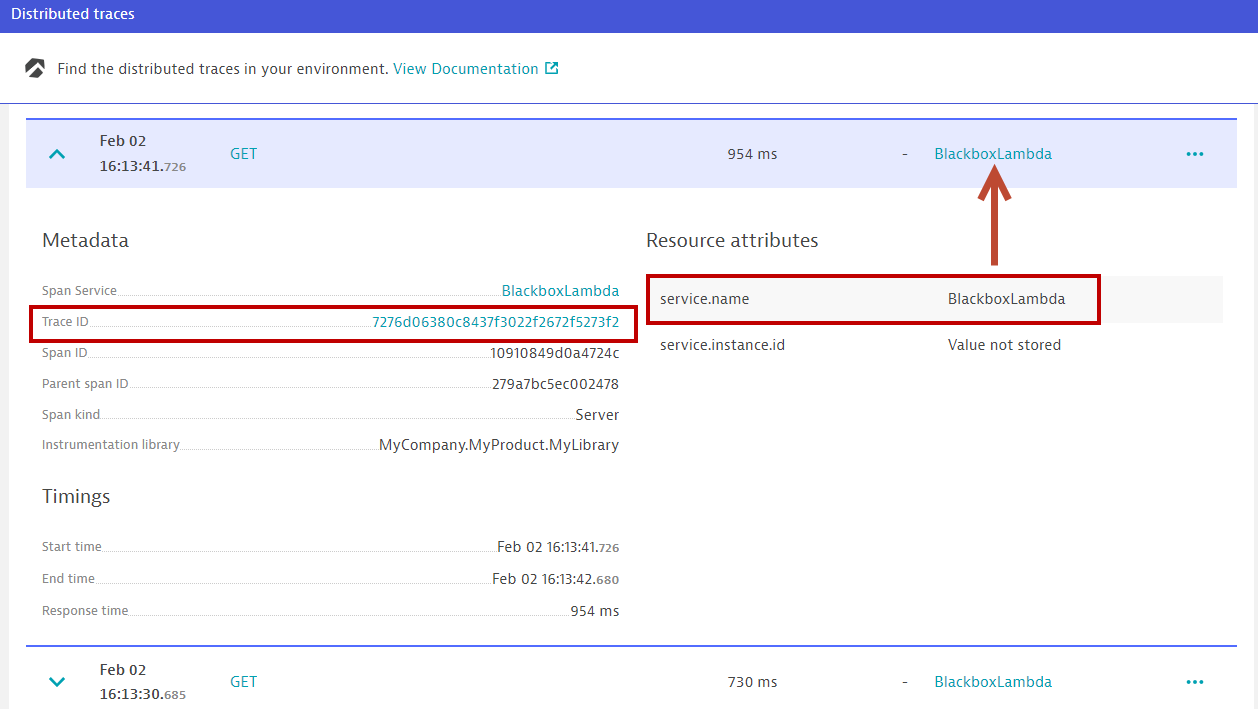 Distributed traces
Find the distributed traces in your environment. View Documentation
Feb 02
16:13:41.726
GET
954 ms
-
BlackboxLambda
Metadata
Span Service BlackboxLambda
Trace ID 7276d06380c8437f3022f2672f5273f2
Span ID 10910849d0a4724c
Parent span ID 279a7bc5ec002478
Span kind Server
Instrumentation library MyCompany.MyProduct.MyLibrary
Resource attributes
service.name BlackboxLambda
service.instance.id Value not stored
Timings
Start time Feb 02 16:13:41.726
End time Feb 02 16:13:42.680
Response time 954 ms
Feb 02
16:13:30.685
GET
730 ms
-
BlackboxLambda